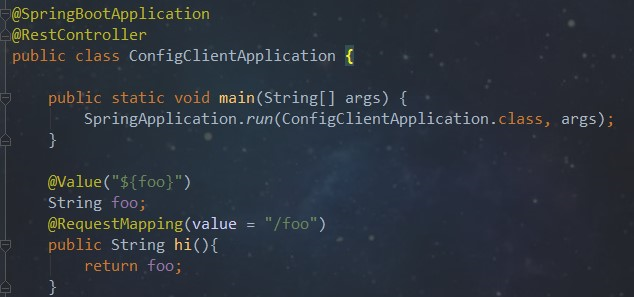 @SpringBootApplication
@RestController
public class ConfigClientApplication {
public static void main(String[] args) {
SpringApplication.run(ConfigClientApplication.class, args);
}
@Value("${foo}")
String foo;
@RequestMapping(value = "/foo")
public String hi(){
return foo;
}